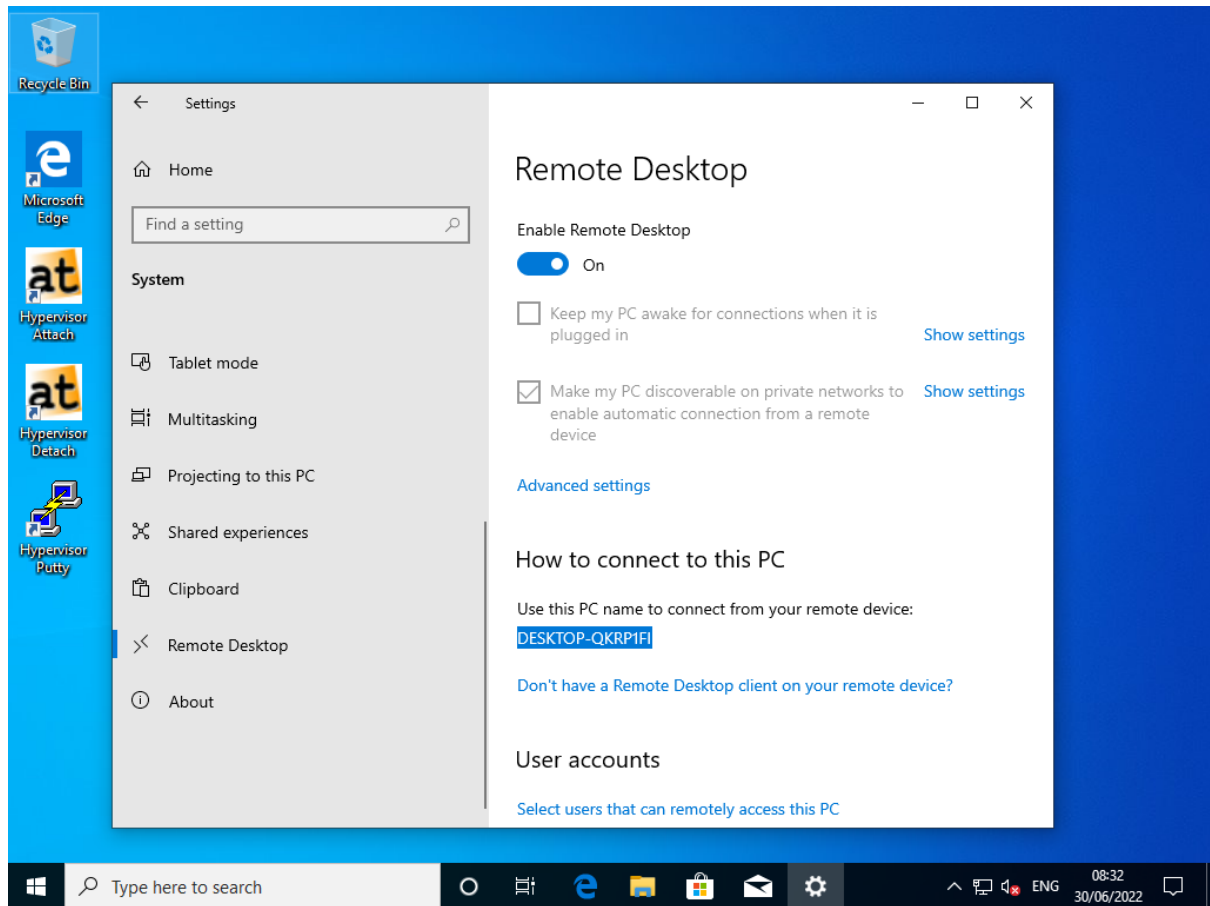 Recycle Bin
Microsoft
Edge
at
Hypervisor
Attach
at
Hypervisor
Detach
Hypervisor
Putty
Settings
Home
Find a setting
System
Tablet mode
Multitasking
Projecting to this PC
Shared experiences
Clipboard
Remote Desktop
About
Remote Desktop
Enable Remote Desktop
On
Keep my PC awake for connections when it is
plugged in
Show settings
Make my PC discoverable on private networks to
enable automatic connection from a remote
device
Show settings
Advanced settings
How to connect to this PC
Use this PC name to connect from your remote device:
DESKTOP-QKRP1FI
Don't have a Remote Desktop client on your remote device?
User accounts
Select users that can remotely access this PC
Type here to search
ENG
08:32
30/06/2022